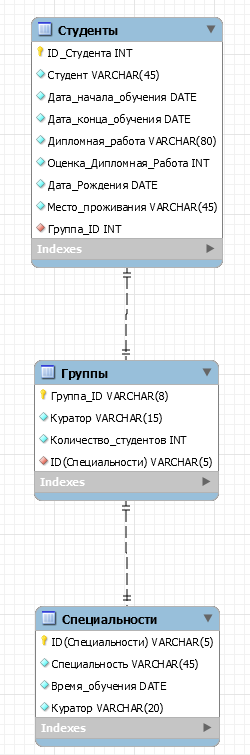 Студенты
ID_Студента INT
Студент VARCHAR(45)
Дата_начала_обучения DATE
Дата_конца_обучения DATE
Дипломная_работа VARCHAR(80)
Оценка_Дипломная_Работа INT
Дата_Рождения DATE
Место_проживания VARCHAR(45)
Группа_ID INT
Indexes
Группы
Группа_ID VARCHAR(8)
Куратор VARCHAR(15)
Количество_студентов INT
ID(Специальности) VARCHAR(5)
Indexes
Специальности
ID(Специальности) VARCHAR(5)
Специальность VARCHAR(45)
Время_обучения DATE
Куратор VARCHAR(20)
Indexes